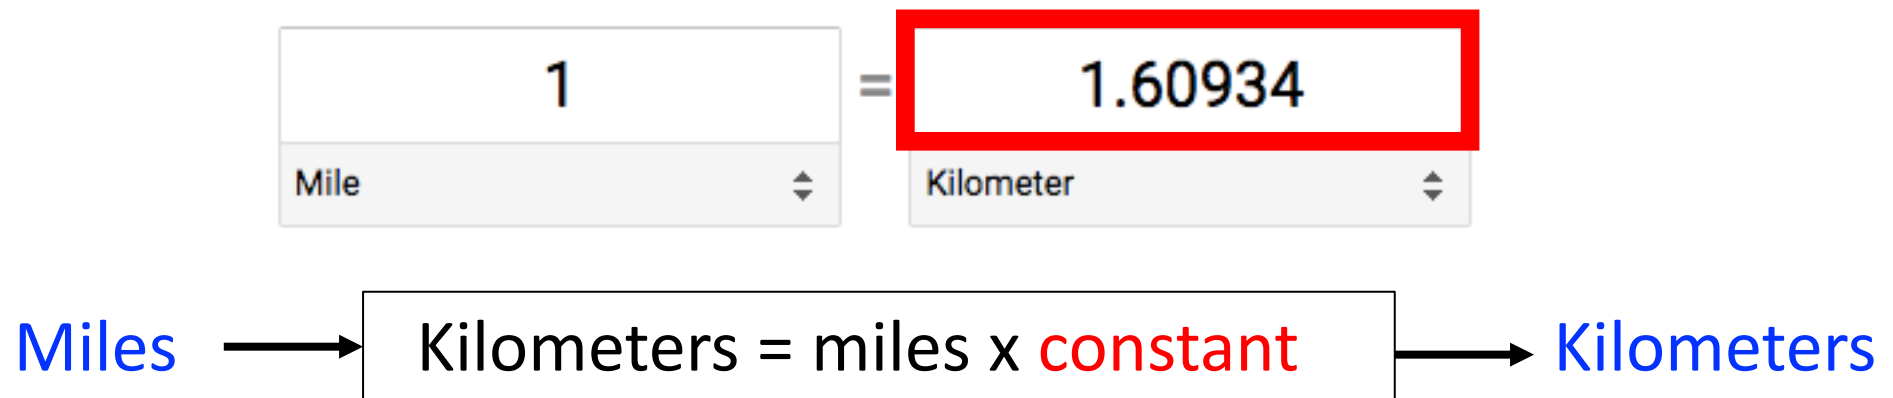 1 = 1.60934
Mile Kilometer
Miles Kilometers = miles x constant Kilometers